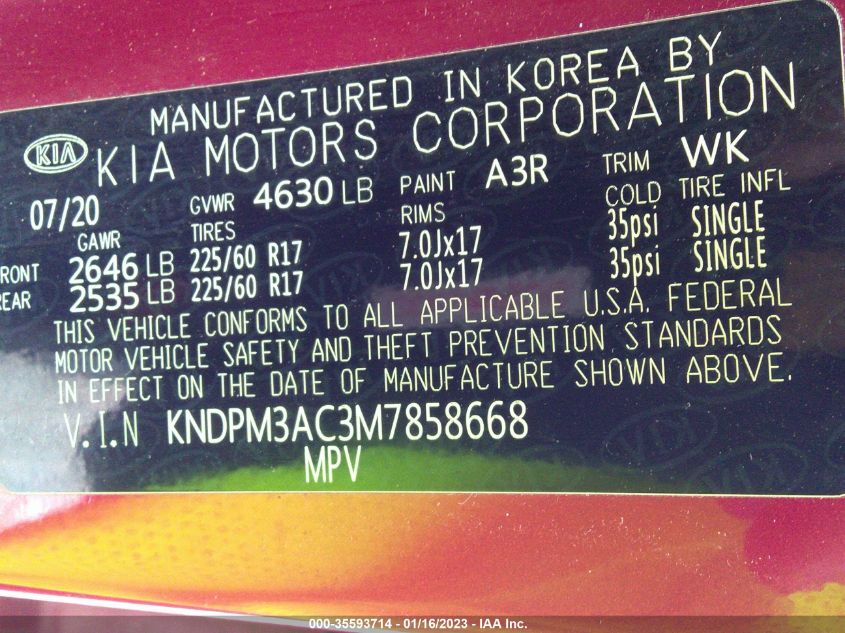 MANUFACTURED IN KOREA BY
KIA KIA MOTORS CORPORATION
07/20 GVWR 4630 LB PAINT A3R TRIM WK
GAWR TIRES RIMS COLD TIRE INFL
FRONT 2646 LB 225/60 R17 7.0Jx17 35psi SINGLE
REAR 2535 LB 225/60 R17 7.0Jx17 35psi SINGLE
THIS VEHICLE CONFORMS TO ALL APPLICABLE U.S.A. FEDERAL
MOTOR VEHICLE SAFETY AND THEFT PREVENTION STANDARDS
IN EFFECT ON THE DATE OF MANUFACTURE SHOWN ABOVE.
V.I.N KNDPM3AC3M7858668
MPV
000-35593714 - 01/16/2023 - IAA Inc.